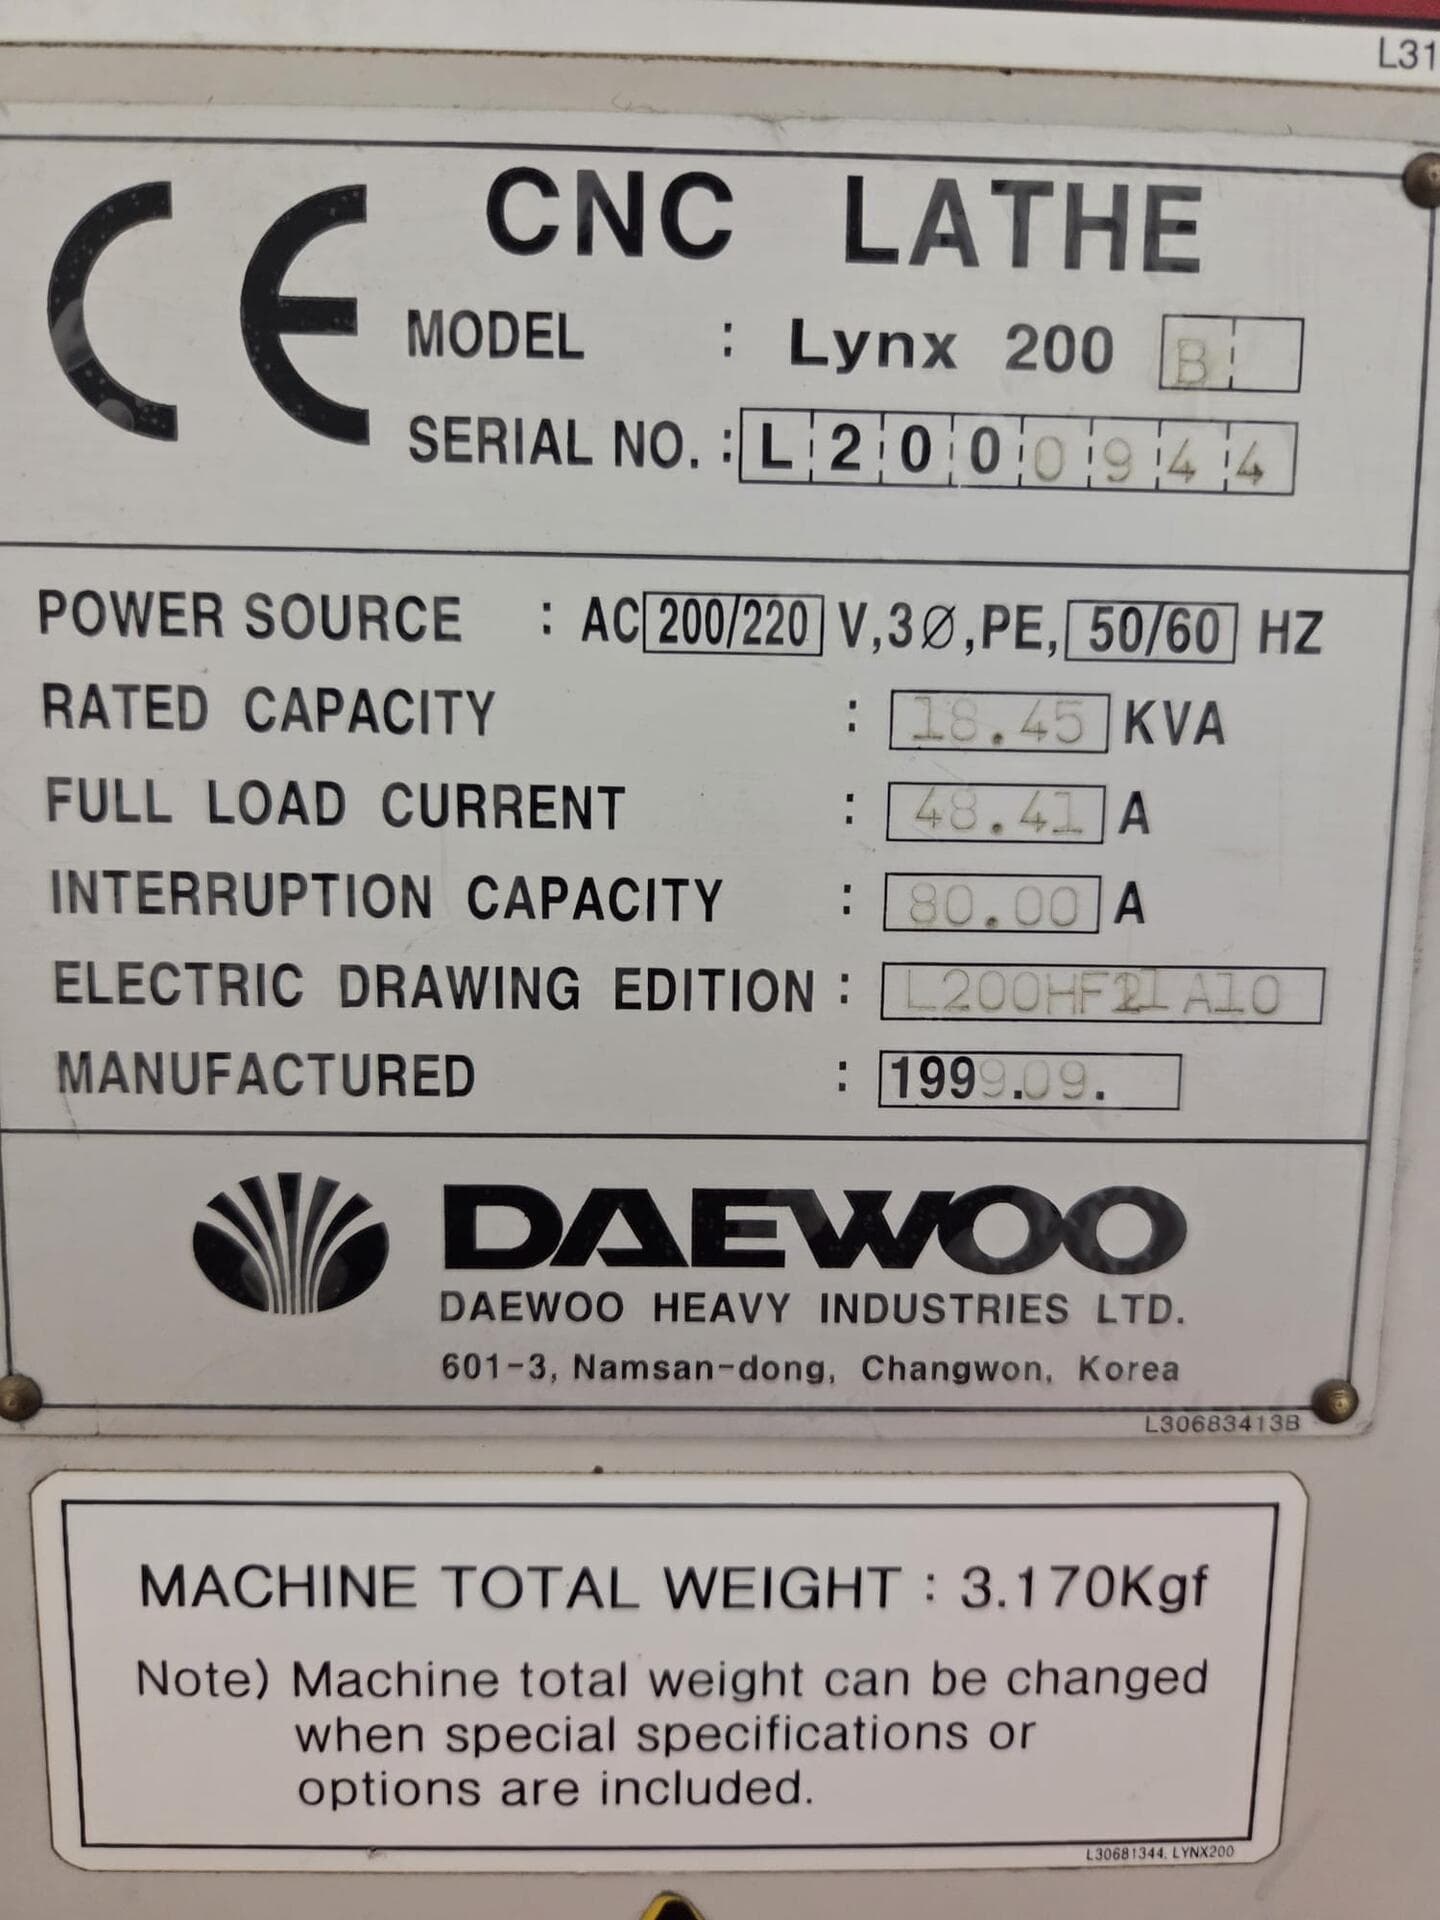 L31
CE
CNC LATHE
MODEL : Lynx 200 B
SERIAL NO. : L2000944
POWER SOURCE : AC 200/220 V,3Ø,PE, 50/60 HZ
RATED CAPACITY : 18.45 KVA
FULL LOAD CURRENT : 48.41 A
INTERRUPTION CAPACITY : 80.00 A
ELECTRIC DRAWING EDITION :
MANUFACTURED : 1999.09.
DAEWOO
DAEWOO HEAVY INDUSTRIES LTD.
601-3, Namsan-dong, Changwon, Korea
L30683413B
MACHINE TOTAL WEIGHT : 3.170Kgf
Note) Machine total weight can be changed
when special specifications or
options are included.
L30681344. LYNX200